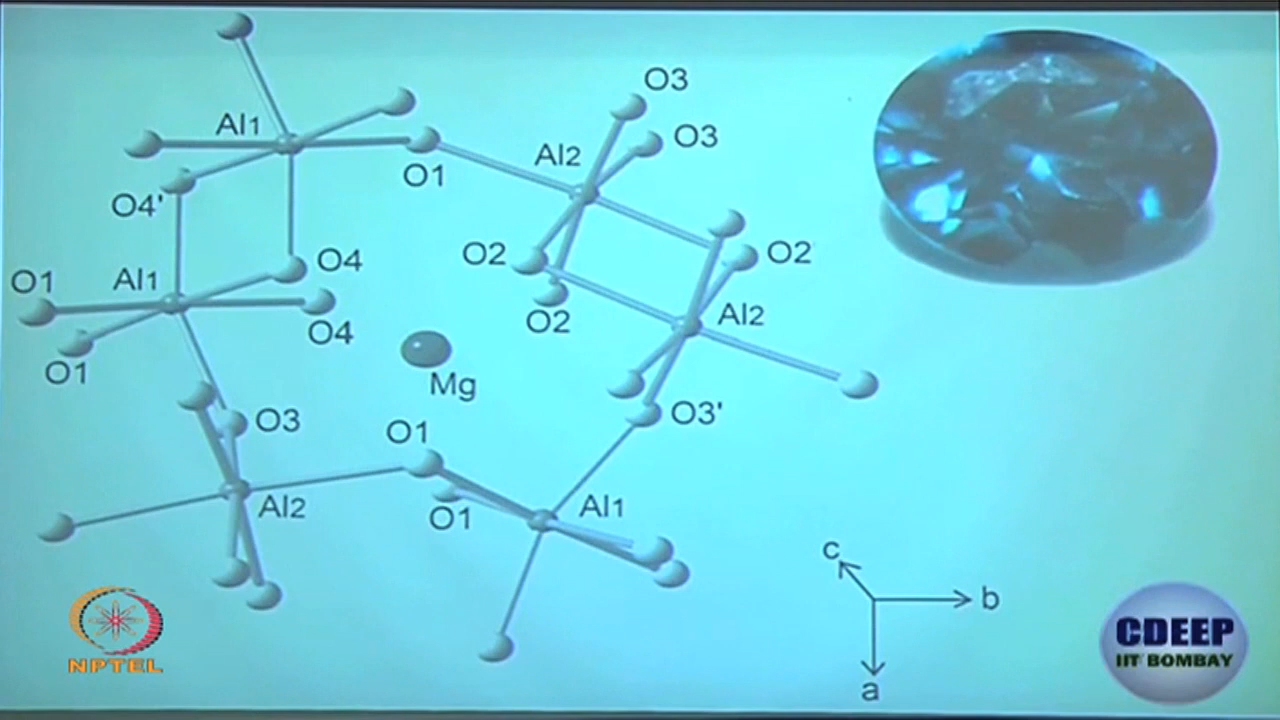 O3
Al1
O3
Al2
O1
O4'
O2
O2
O4
Al1
O1
O2
Al2
O4
O1
Mg
O3'
O3
O1
Al2
O1
Al1
c
b
a
NPTEL
CDEEP
IIT BOMBAY